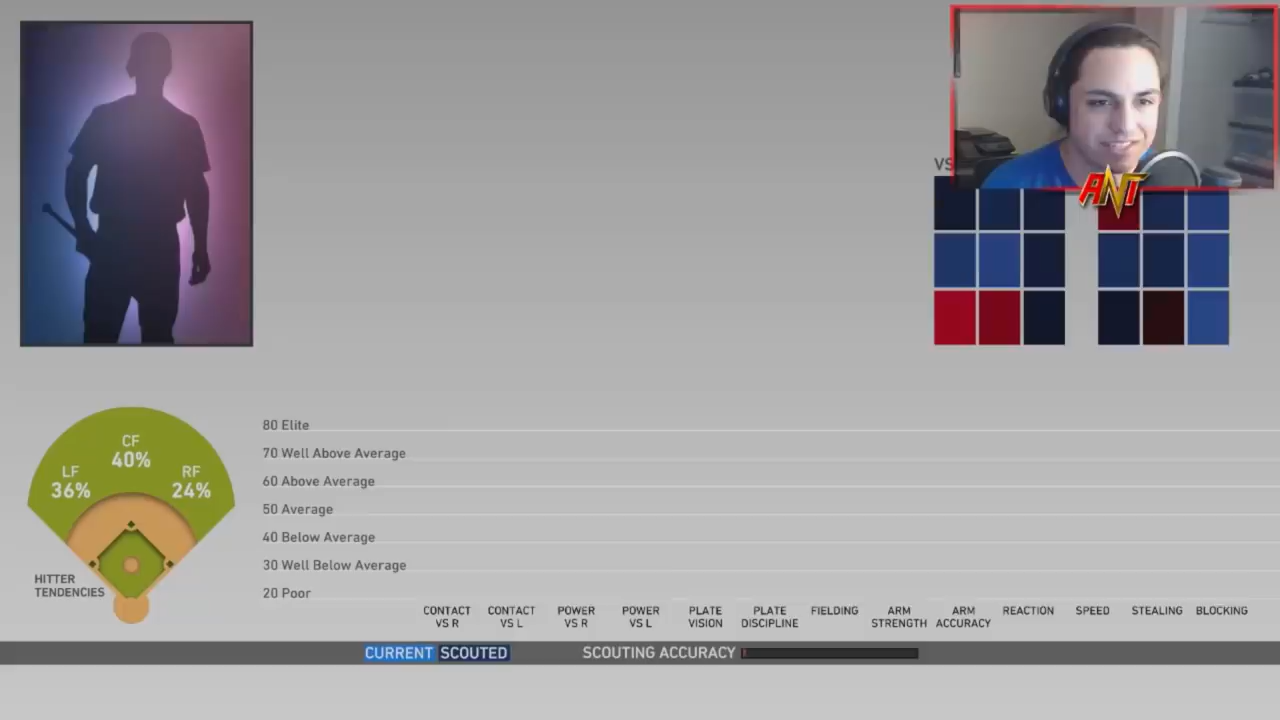 VS
ANT
CF
40%
LF
36%
RF
24%
HITTER
TENDENCIES
80 Elite
70 Well Above Average
60 Above Average
50 Average
40 Below Average
30 Well Below Average
20 Poor
CONTACT
VS R
CONTACT
VS L
POWER
VS R
POWER
VS L
PLATE
VISION
PLATE
DISCIPLINE
FIELDING
ARM
STRENGTH
ARM
ACCURACY
REACTION
SPEED
STEALING
BLOCKING
CURRENT SCOUTED
SCOUTING ACCURACY